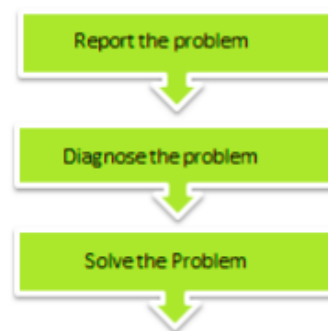 Report the problem
Diagnose the problem
Solve the Problem